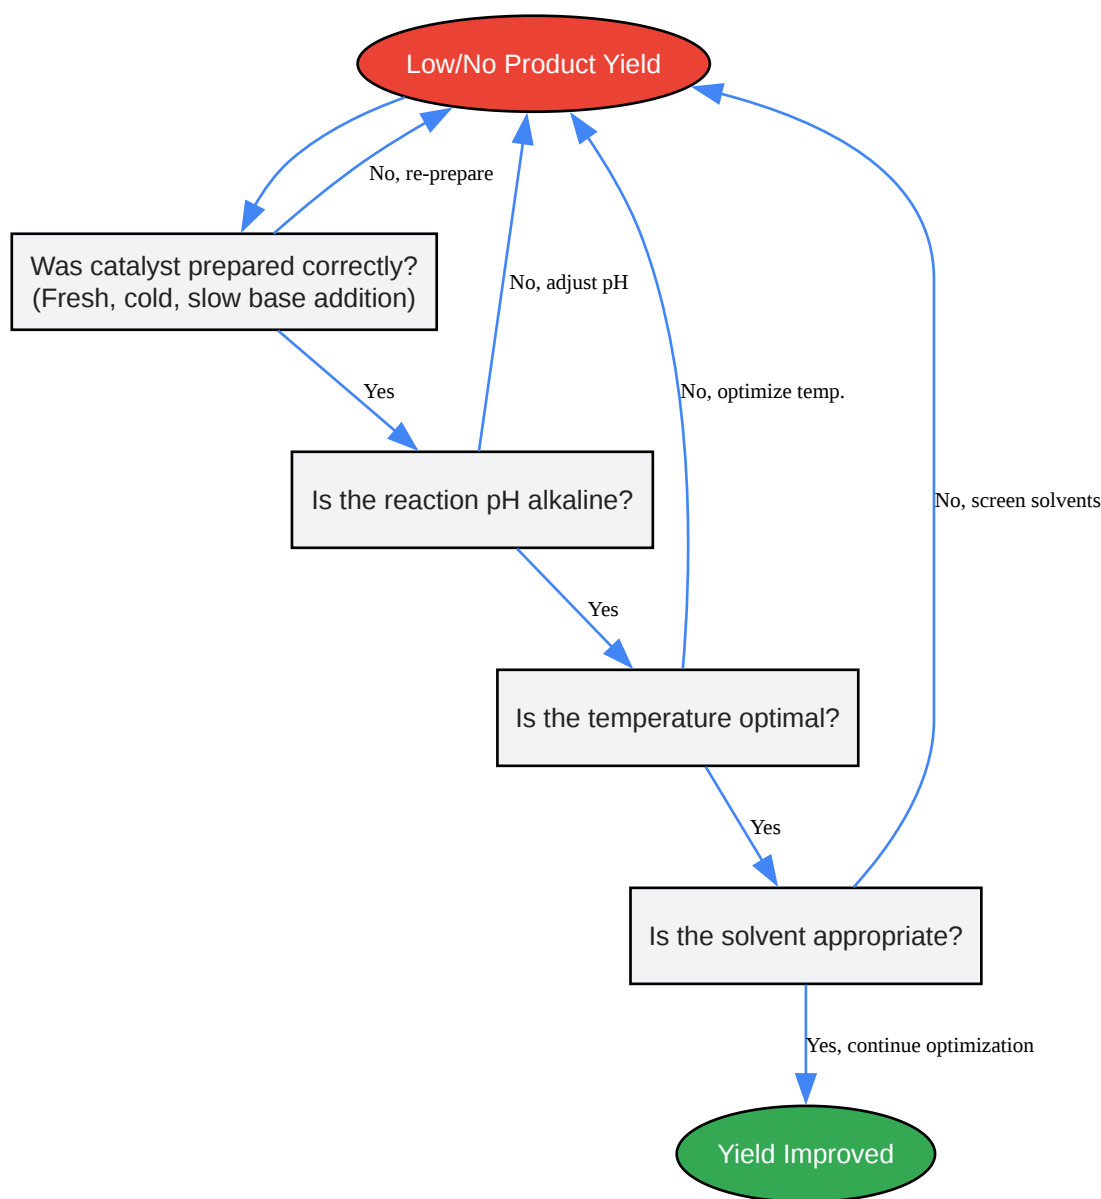 Low/No Product Yield
No, re-prepare
Was catalyst prepared correctly?
(Fresh, cold, slow base addition)
No, adjust pH
Yes
No, optimize temp.
Is the reaction pH alkaline?
No, screen solvents
Yes
Is the temperature optimal?
Yes
Is the solvent appropriate?
Yes, continue optimization
Yield Improved